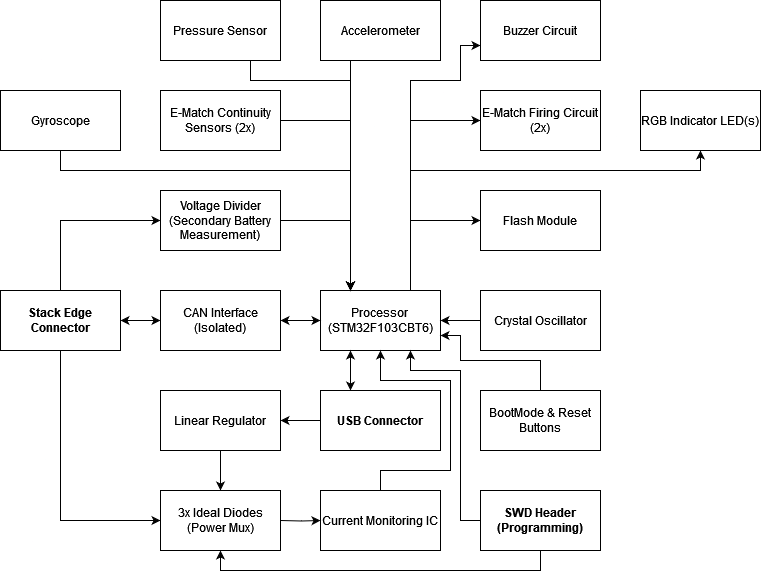 Pressure Sensor
Accelerometer
Buzzer Circuit
Gyroscope
E-Match Continuity
Sensors (2x)
E-Match Firing Circuit
(2x)
RGB Indicator LED(s)
Voltage Divider
(Secondary Battery
Measurement)
Flash Module
Stack Edge
Connector
CAN Interface
(Isolated)
Processor
(STM32F103CBT6)
Crystal Oscillator
Linear Regulator
USB Connector
BootMode & Reset
Buttons
3x Ideal Diodes
(Power Mux)
Current Monitoring IC
SWD Header
(Programming)